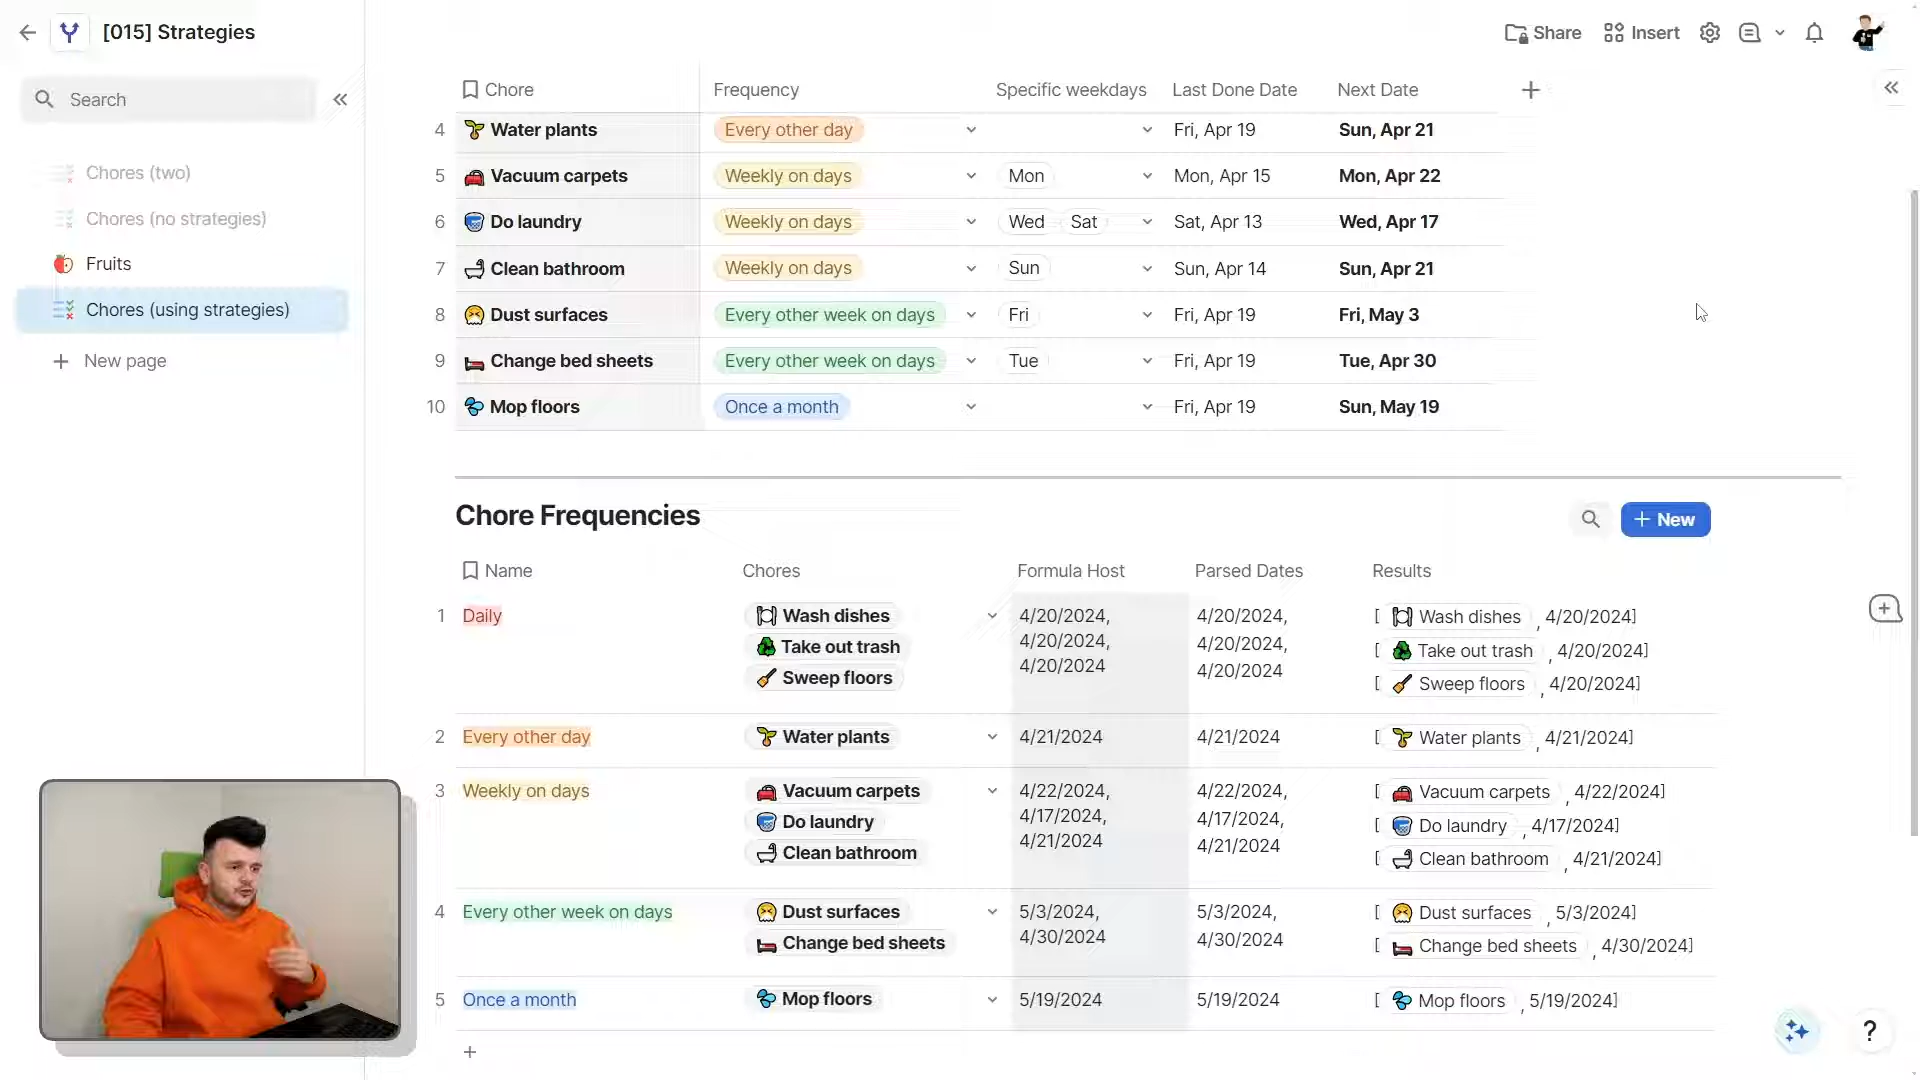 [015] Strategies
Share
Insert
Search
Chores (two)
Chores (no strategies)
Fruits
Chores (using strategies)
New page
Chore Frequency Specific weekdays Last Done Date Next Date
4 Water plants Every other day Fri, Apr 19 Sun, Apr 21
5 Vacuum carpets Weekly on days Mon Mon, Apr 15 Mon, Apr 22
6 Do laundry Weekly on days Wed Sat Sat, Apr 13 Wed, Apr 17
7 Clean bathroom Weekly on days Sun Sun, Apr 14 Sun, Apr 21
8 Dust surfaces Every other week on days Fri Fri, Apr 19 Fri, May 3
9 Change bed sheets Every other week on days Tue Fri, Apr 19 Tue, Apr 30
10 Mop floors Once a month Fri, Apr 19 Sun, May 19
Chore Frequencies
New
Name Chores Formula Host Parsed Dates Results
1 Daily Wash dishes 4/20/2024, 4/20/2024, [ Wash dishes , 4/20/2024]
Take out trash 4/20/2024, 4/20/2024, [ Take out trash , 4/20/2024]
Sweep floors 4/20/2024 4/20/2024 [ Sweep floors , 4/20/2024]
2 Every other day Water plants 4/21/2024 4/21/2024 [ Water plants , 4/21/2024]
3 Weekly on days Vacuum carpets 4/22/2024, 4/22/2024, [ Vacuum carpets , 4/22/2024]
Do laundry 4/17/2024, 4/17/2024, [ Do laundry , 4/17/2024]
Clean bathroom 4/21/2024 4/21/2024 [ Clean bathroom , 4/21/2024]
4 Every other week on days Dust surfaces 5/3/2024, 5/3/2024, [ Dust surfaces , 5/3/2024]
Change bed sheets 4/30/2024 4/30/2024 [ Change bed sheets , 4/30/2024]
5 Once a month Mop floors 5/19/2024 5/19/2024 [ Mop floors , 5/19/2024]
?